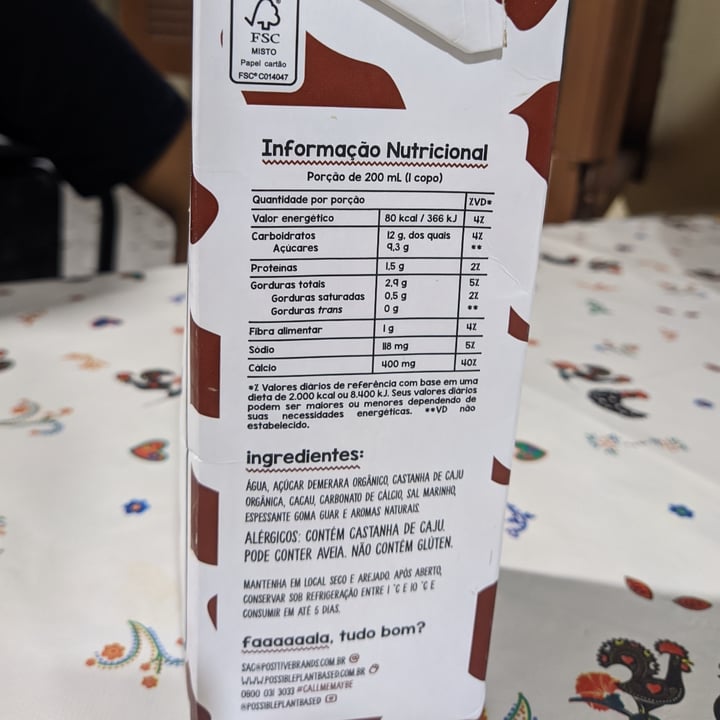 FSC
MISTO
Papel cartão
FSC® C014047
Informação Nutricional
Porção de 200 mL (1 copo)
Quantidade por porção %VD*
Valor energético 80 kcal / 366 kJ 4%
Carboidratos 12 g, dos quais 4%
Açúcares 9,3 g **
Proteínas 1,5 g 2%
Gorduras totais 2,9 g 5%
Gorduras saturadas 0,5 g 2%
Gorduras trans 0 g **
Fibra alimentar 1 g 4%
Sódio 118 mg 5%
Cálcio 400 mg 40%
*% Valores diários de referência com base em uma
dieta de 2.000 kcal ou 8.400 kJ. Seus valores diários
podem ser maiores ou menores dependendo de
suas necessidades energéticas. **VD não
estabelecido.
ingredientes:
ÁGUA, AÇÚCAR DEMERARA ORGÂNICO, CASTANHA DE CAJU
ORGÂNICA, CACAU, CARBONATO DE CÁLCIO, SAL MARINHO,
ESPESSANTE GOMA GUAR E AROMAS NATURAIS.
ALÉRGICOS: CONTÉM CASTANHA DE CAJU.
PODE CONTER AVEIA. NÃO CONTÉM GLÚTEN.
MANTENHA EM LOCAL SECO E AREJADO. APÓS ABERTO,
CONSERVAR SOB REFRIGERAÇÃO ENTRE 1 °C E 10 °C E
CONSUMIR EM ATÉ 5 DIAS.
faaaaaala, tudo bom?
SAC@POSITIVEBRANDS.COM.BR
WWW.POSSIBLEPLANTBASED.COM.BR
0800 031 3033 #CALLMEMAYBE
@POSSIBLEPLANTBASED